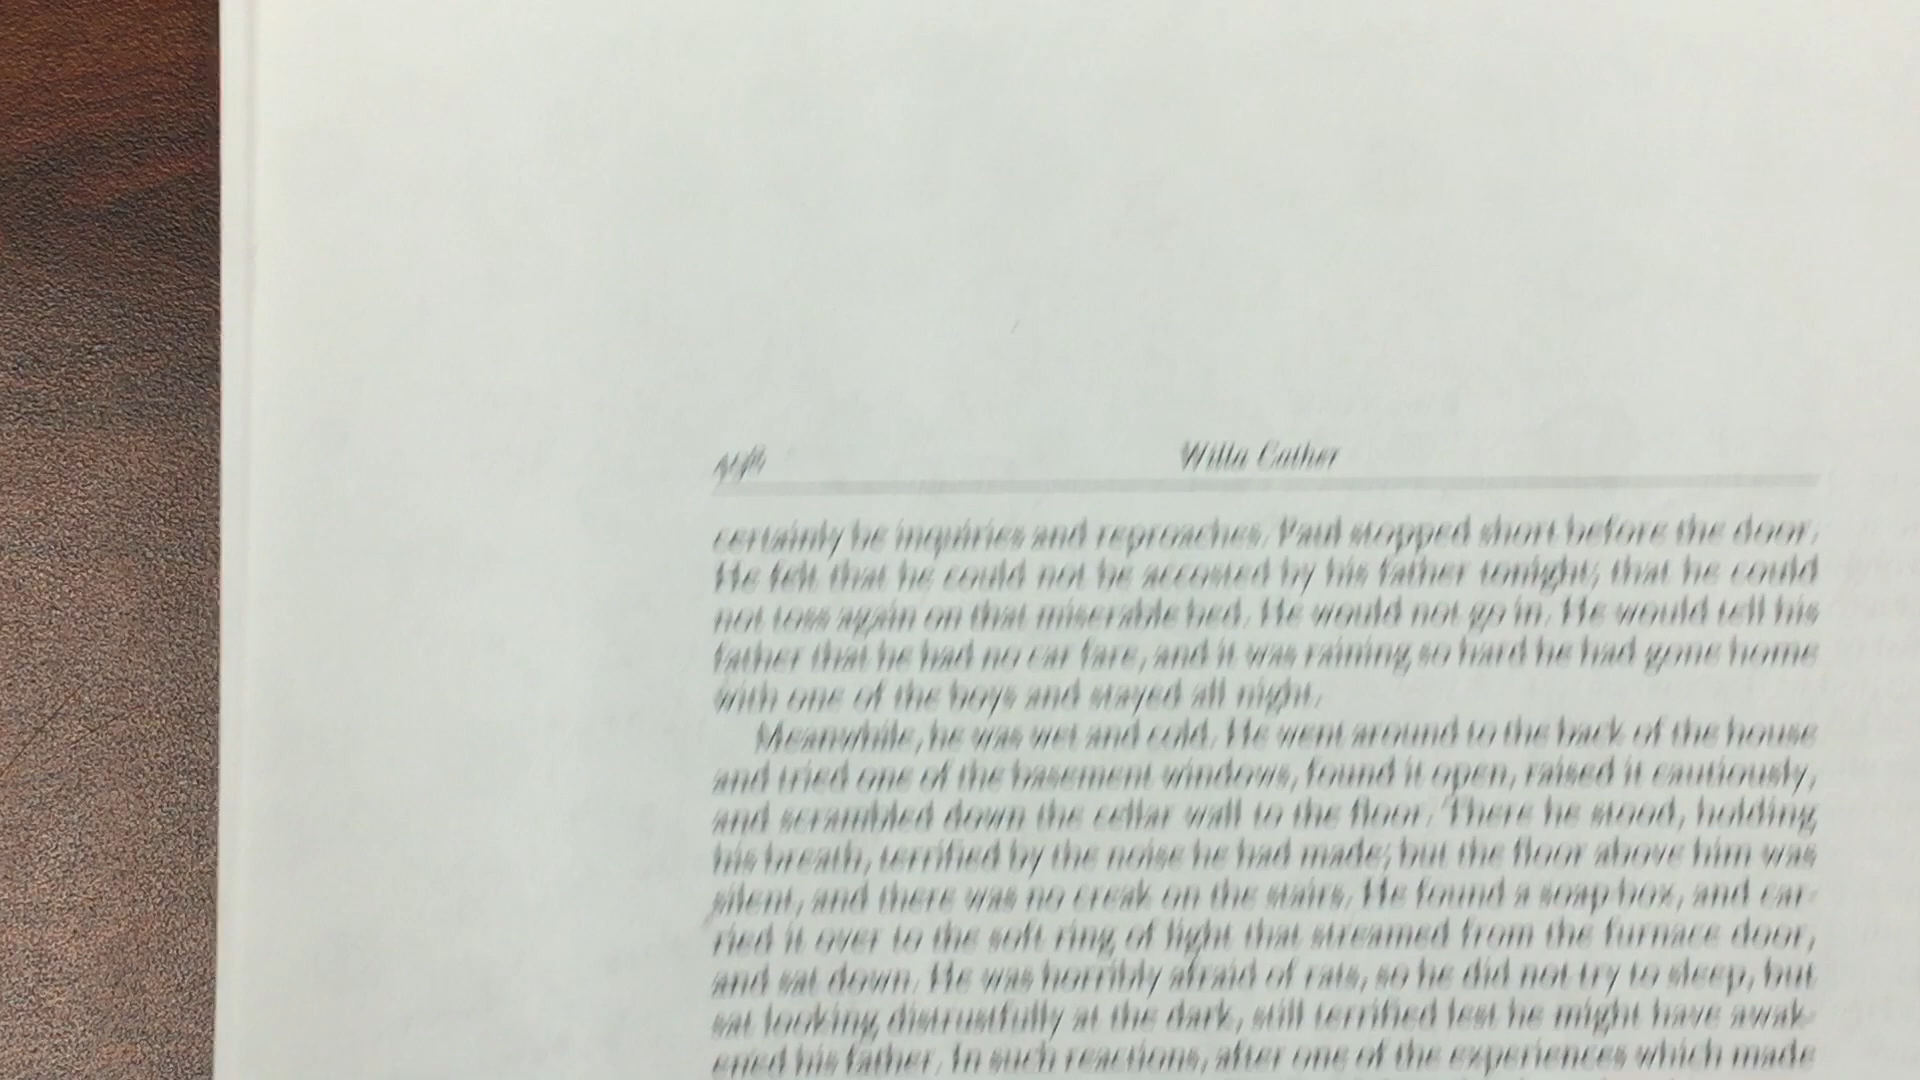 Willa Cather
certainly be inquiries and reproaches. Paul stopped short before the door.
He felt that he could not be accosted by his father tonight; that he could
not toss again on that miserable bed. He would not go in. He would tell his
father that he had no car fare, and it was raining so hard he had gone home
with one of the boys and stayed all night.
Meanwhile, he was wet and cold. He went around to the back of the house
and tried one of the basement windows, found it open, raised it cautiously,
and scrambled down the cellar wall to the floor. There he stood, holding
his breath, terrified by the noise he had made; but the floor above him was
silent, and there was no creak on the stairs. He found a soap box, and car-
ried it over to the soft ring of light that streamed from the furnace door,
and sat down. He was horribly afraid of rats, so he did not try to sleep, but
sat looking distrustfully at the dark, still terrified lest he might have awak-
ened his father. In such reactions, after one of the experiences which made